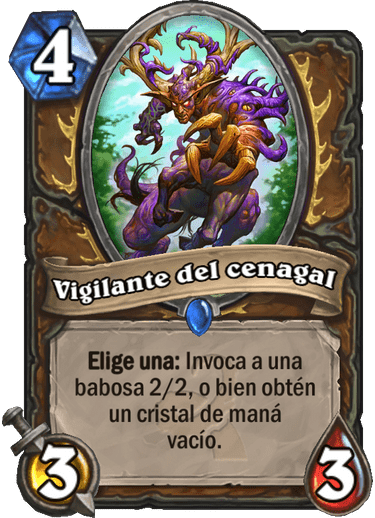 4
Vigilante del cenagal
Elige una: Invoca a una
babosa 2/2, o bien obtén
un cristal de maná
vacío.
3
3